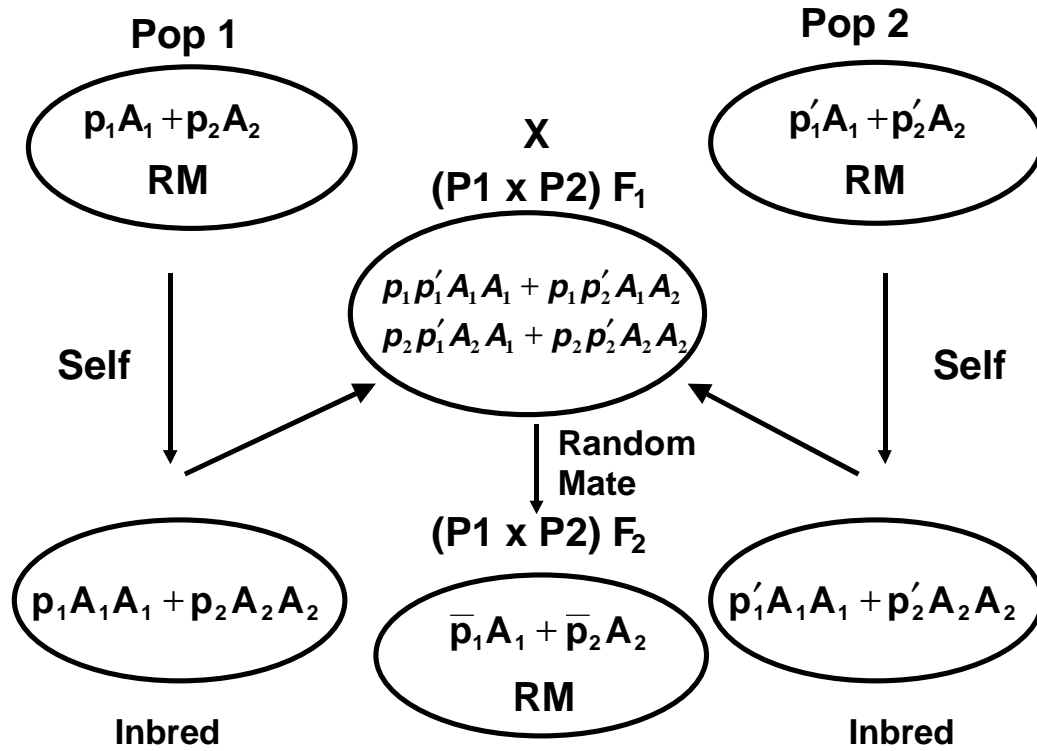 Pop 1
Pop 2
p₁A₁ + p₂A₂
RM
X
(P1 x P2) F₁
p′₁A₁ + p′₂A₂
RM
p₁p′₁A₁A₁ + p₁p′₂A₁A₂
p₂p′₁A₂A₁ + p₂p′₂A₂A₂
Self
Self
Random
Mate
(P1 x P2) F₂
p₁A₁A₁ + p₂A₂A₂
p̅₁A₁ + p̅₂A₂
RM
p′₁A₁A₁ + p′₂A₂A₂
Inbred
Inbred